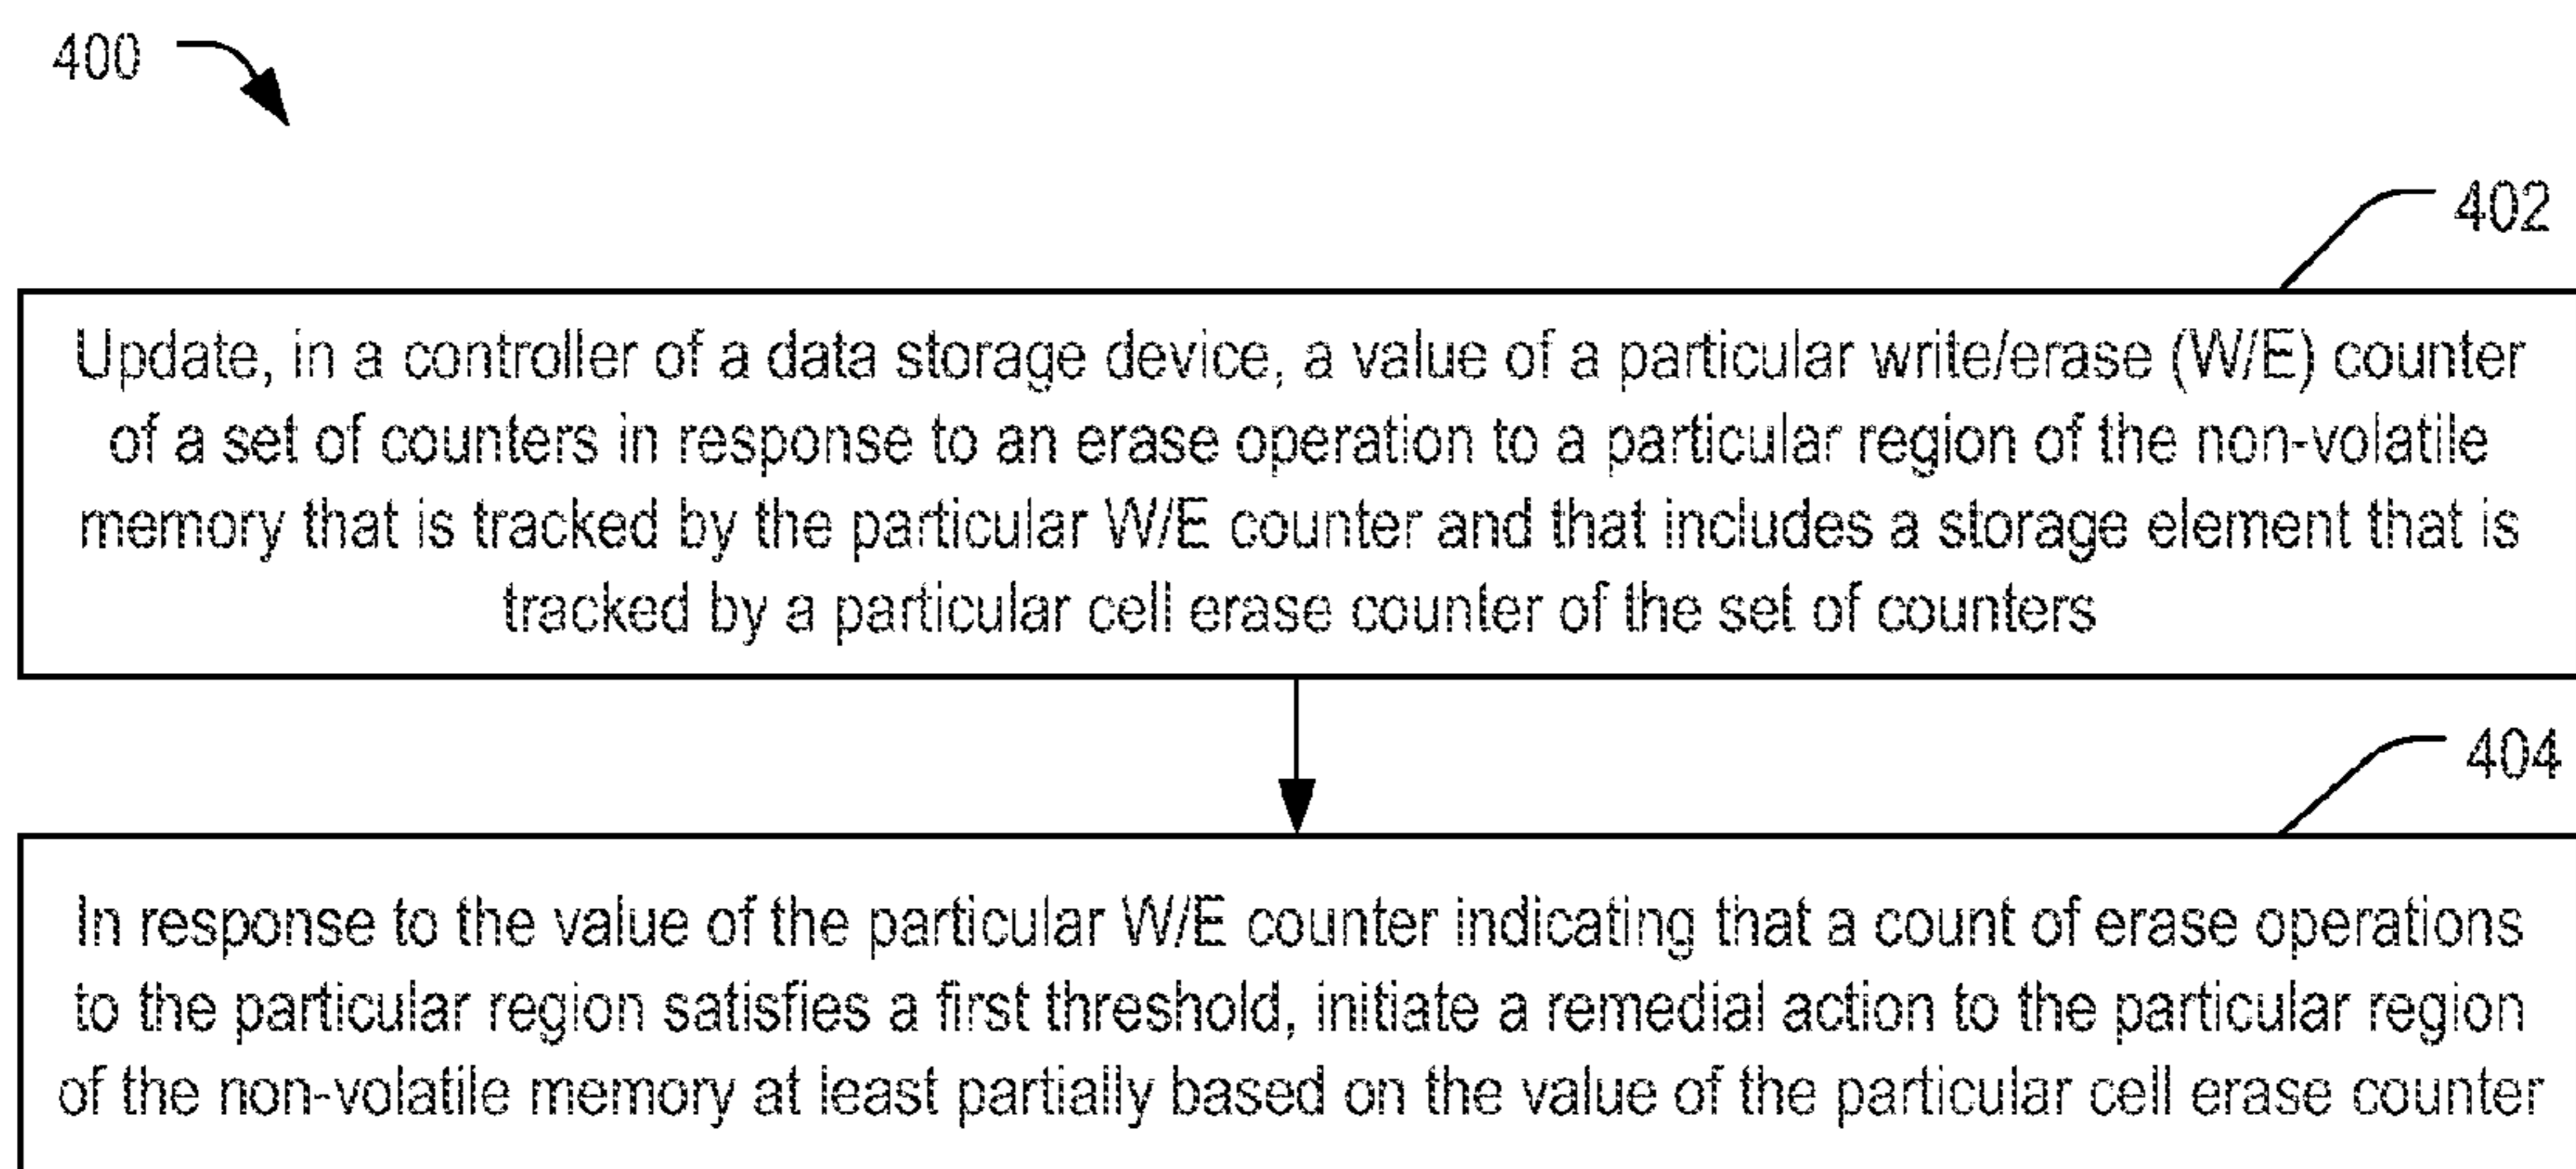 400
402
Update, in a controller of a data storage device, a value of a particular write/erase (W/E) counter
of a set of counters in response to an erase operation to a particular region of the non-volatile
memory that is tracked by the particular W/E counter and that includes a storage element that is
tracked by a particular cell erase counter of the set of counters
404
In response to the value of the particular W/E counter indicating that a count of erase operations
to the particular region satisfies a first threshold, initiate a remedial action to the particular region
of the non-volatile memory at least partially based on the value of the particular cell erase counter